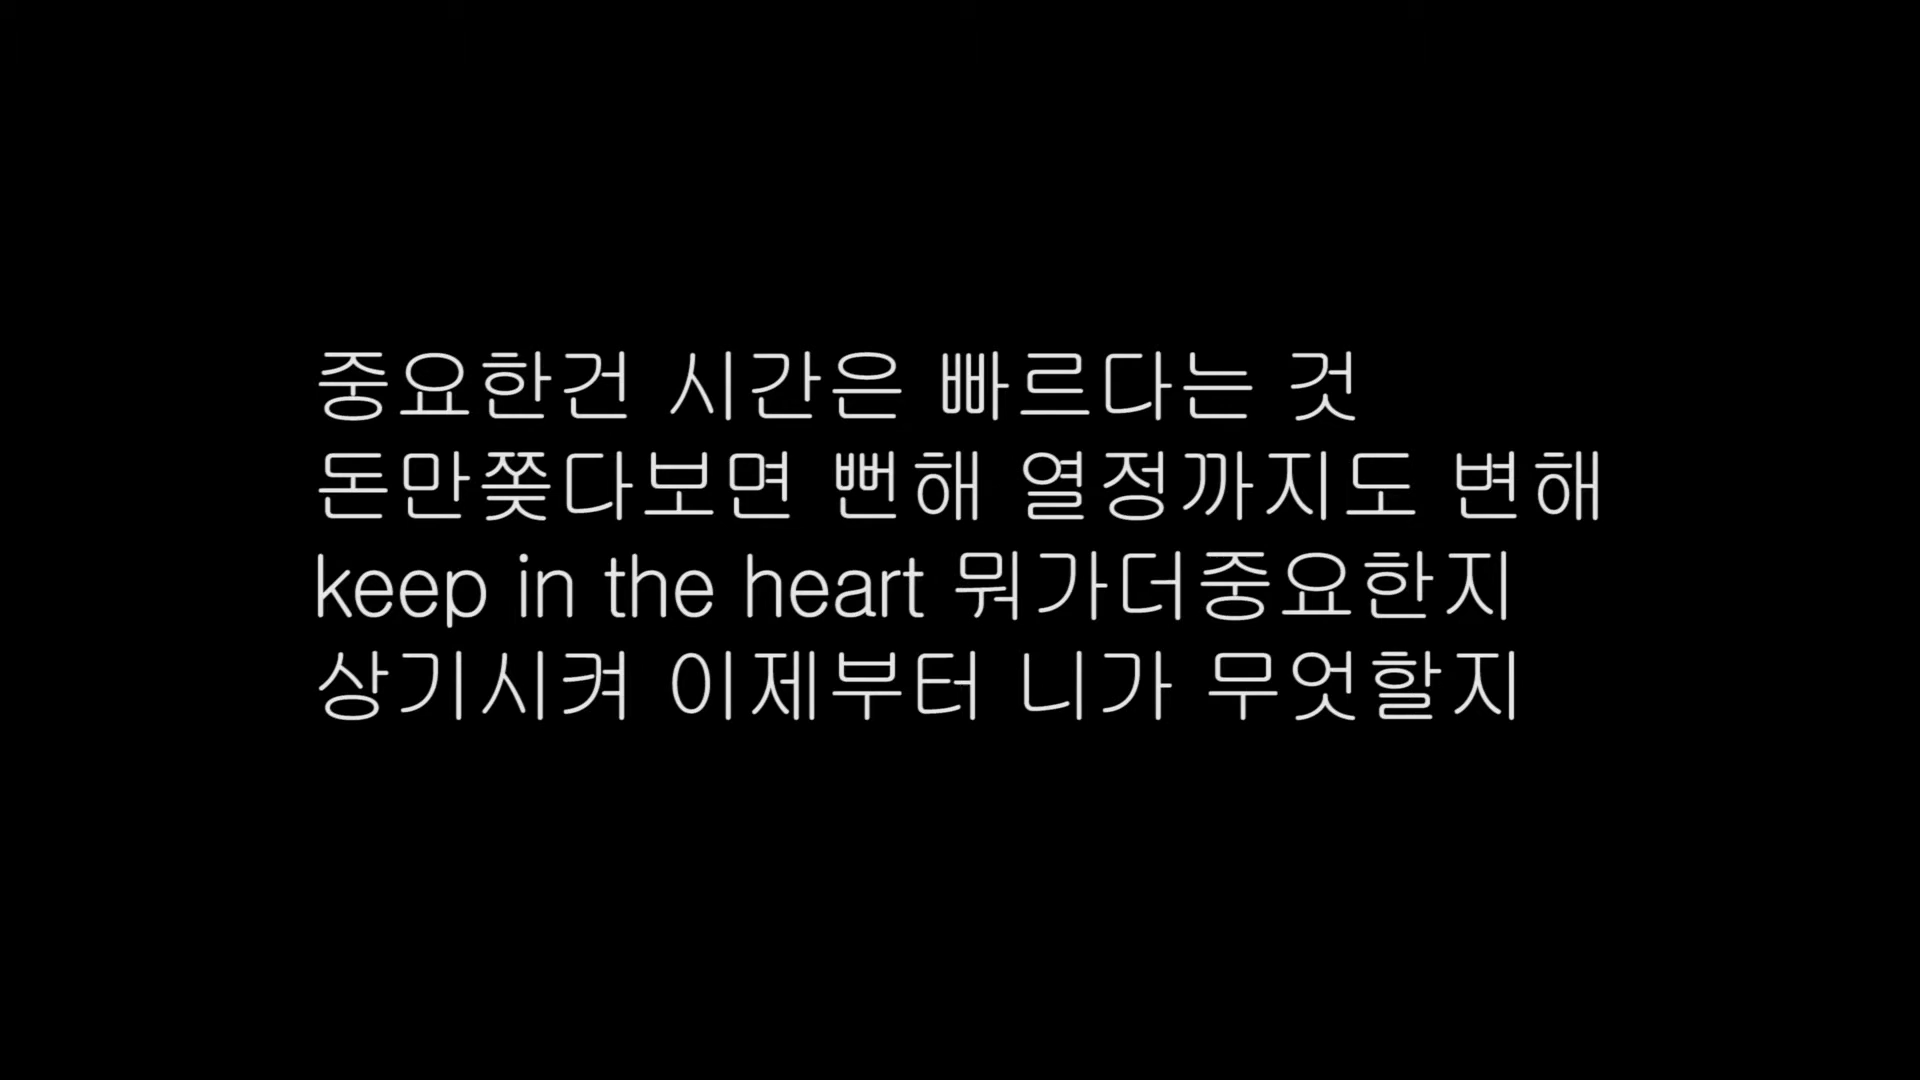 중요한건 시간은 빠르다는 것
돈만쫒다보면 뻔해 열정까지도 변해
keep in the heart 뭐가더중요한지
상기시켜 이제부터 니가 무엇할지